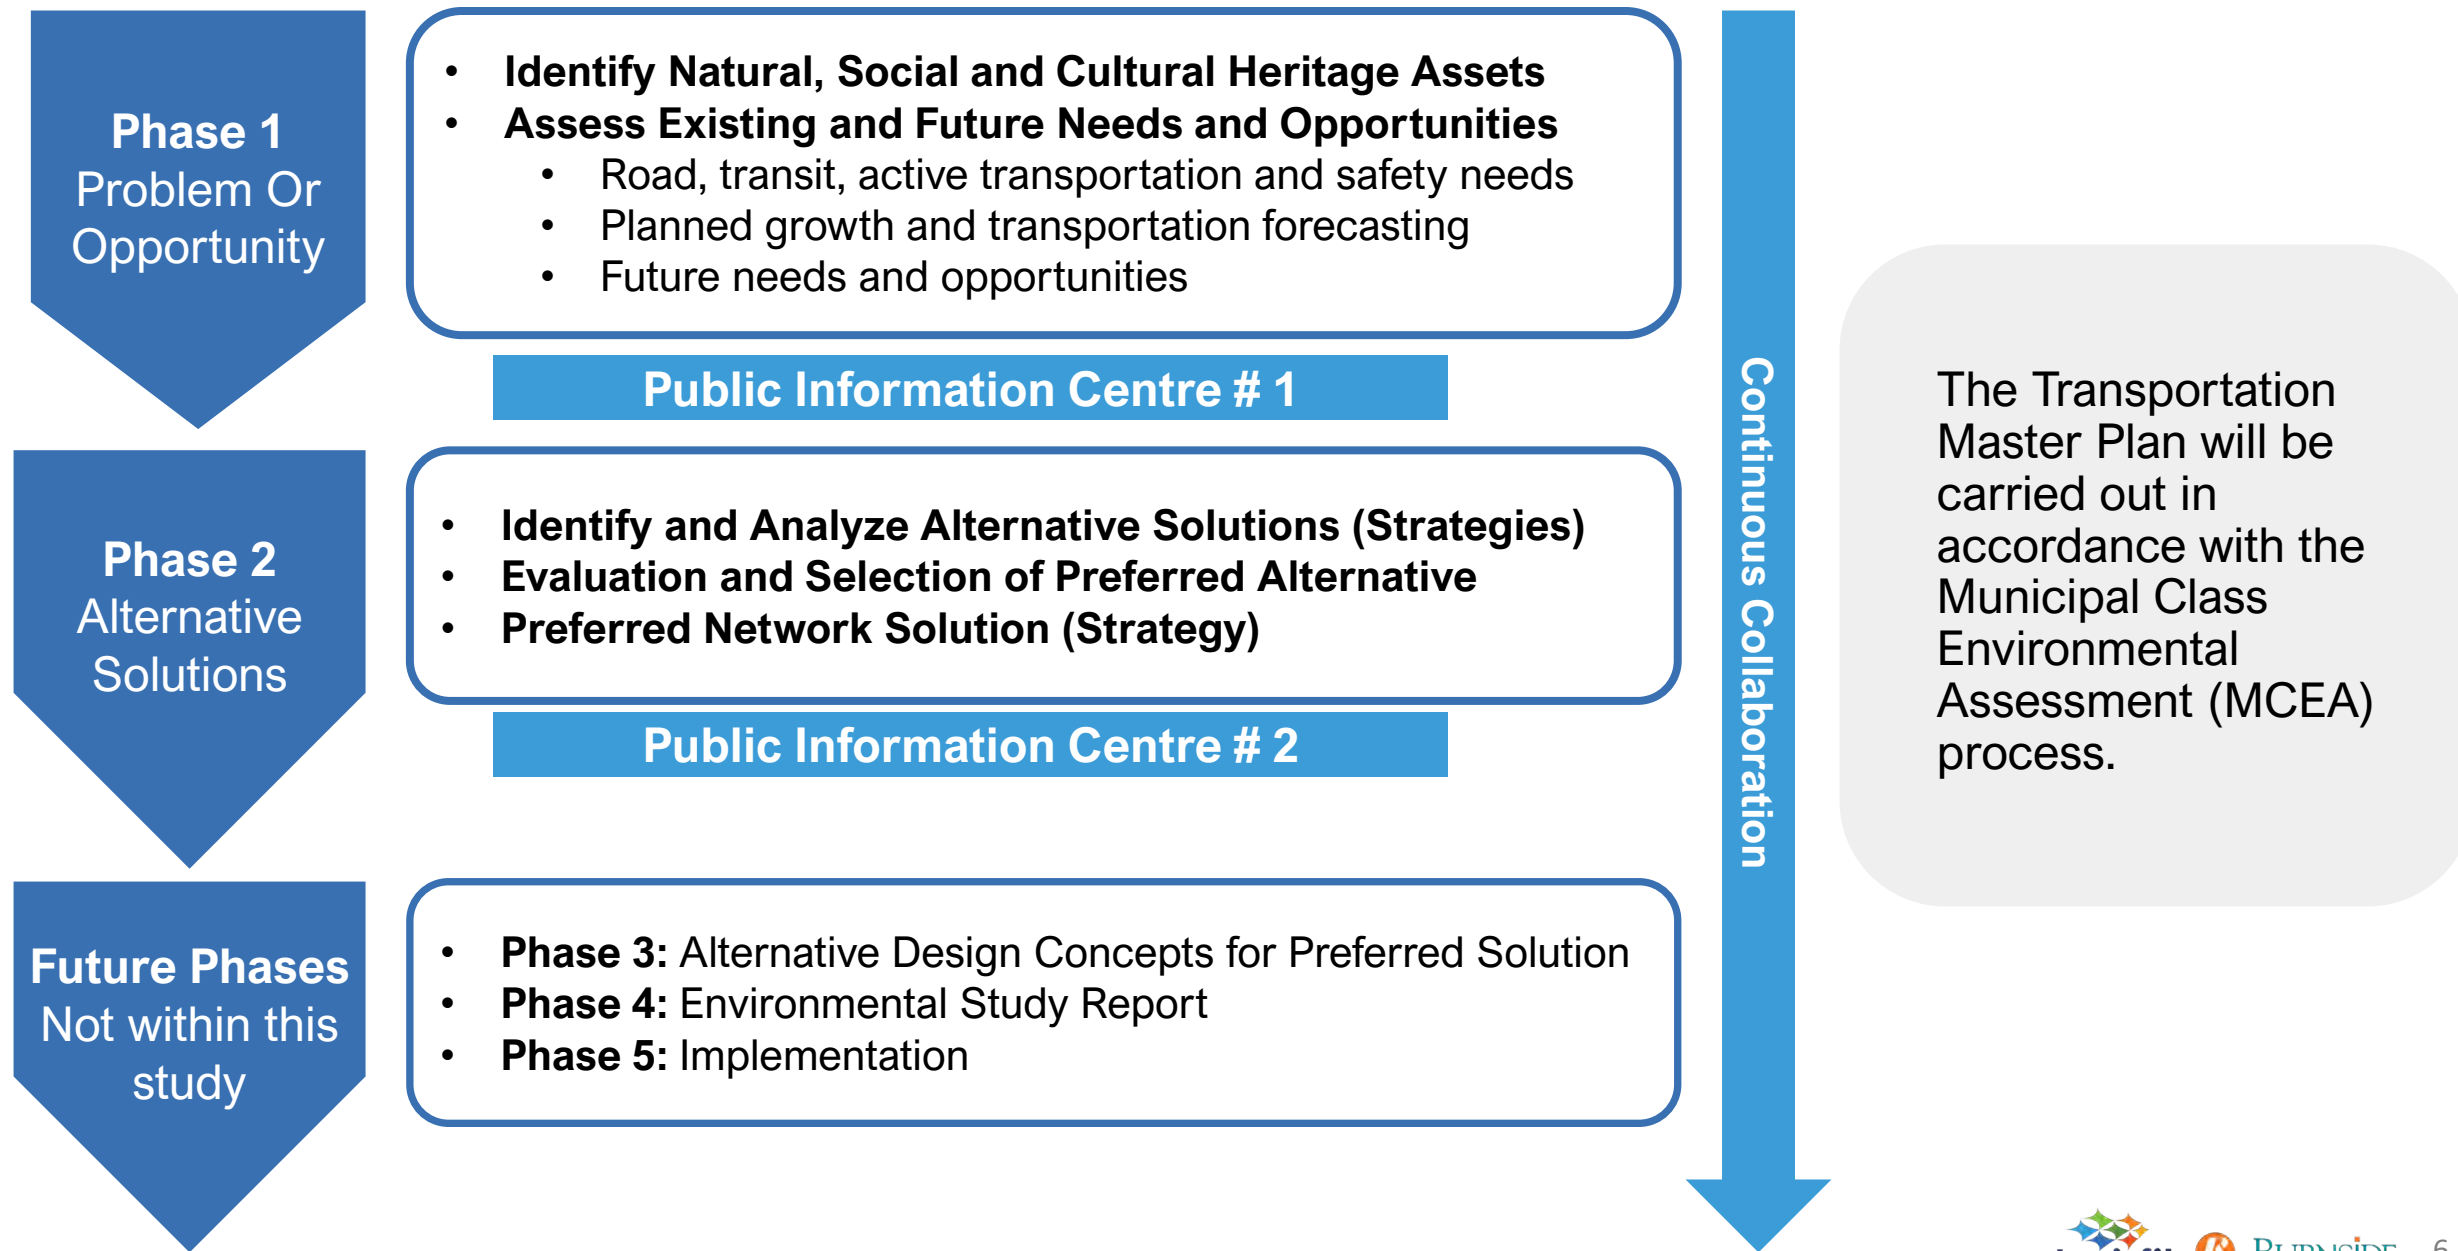 Phase 1
Problem Or
Opportunity
• Identify Natural, Social and Cultural Heritage Assets
• Assess Existing and Future Needs and Opportunities
• Road, transit, active transportation and safety needs
• Planned growth and transportation forecasting
• Future needs and opportunities
Public Information Centre # 1
Phase 2
Alternative
Solutions
• Identify and Analyze Alternative Solutions (Strategies)
• Evaluation and Selection of Preferred Alternative
• Preferred Network Solution (Strategy)
Public Information Centre # 2
Future Phases
Not within this
study
• Phase 3: Alternative Design Concepts for Preferred Solution
• Phase 4: Environmental Study Report
• Phase 5: Implementation
Continuous Collaboration
The Transportation
Master Plan will be
carried out in
accordance with the
Municipal Class
Environmental
Assessment (MCEA)
process.
BURNSIDE
6